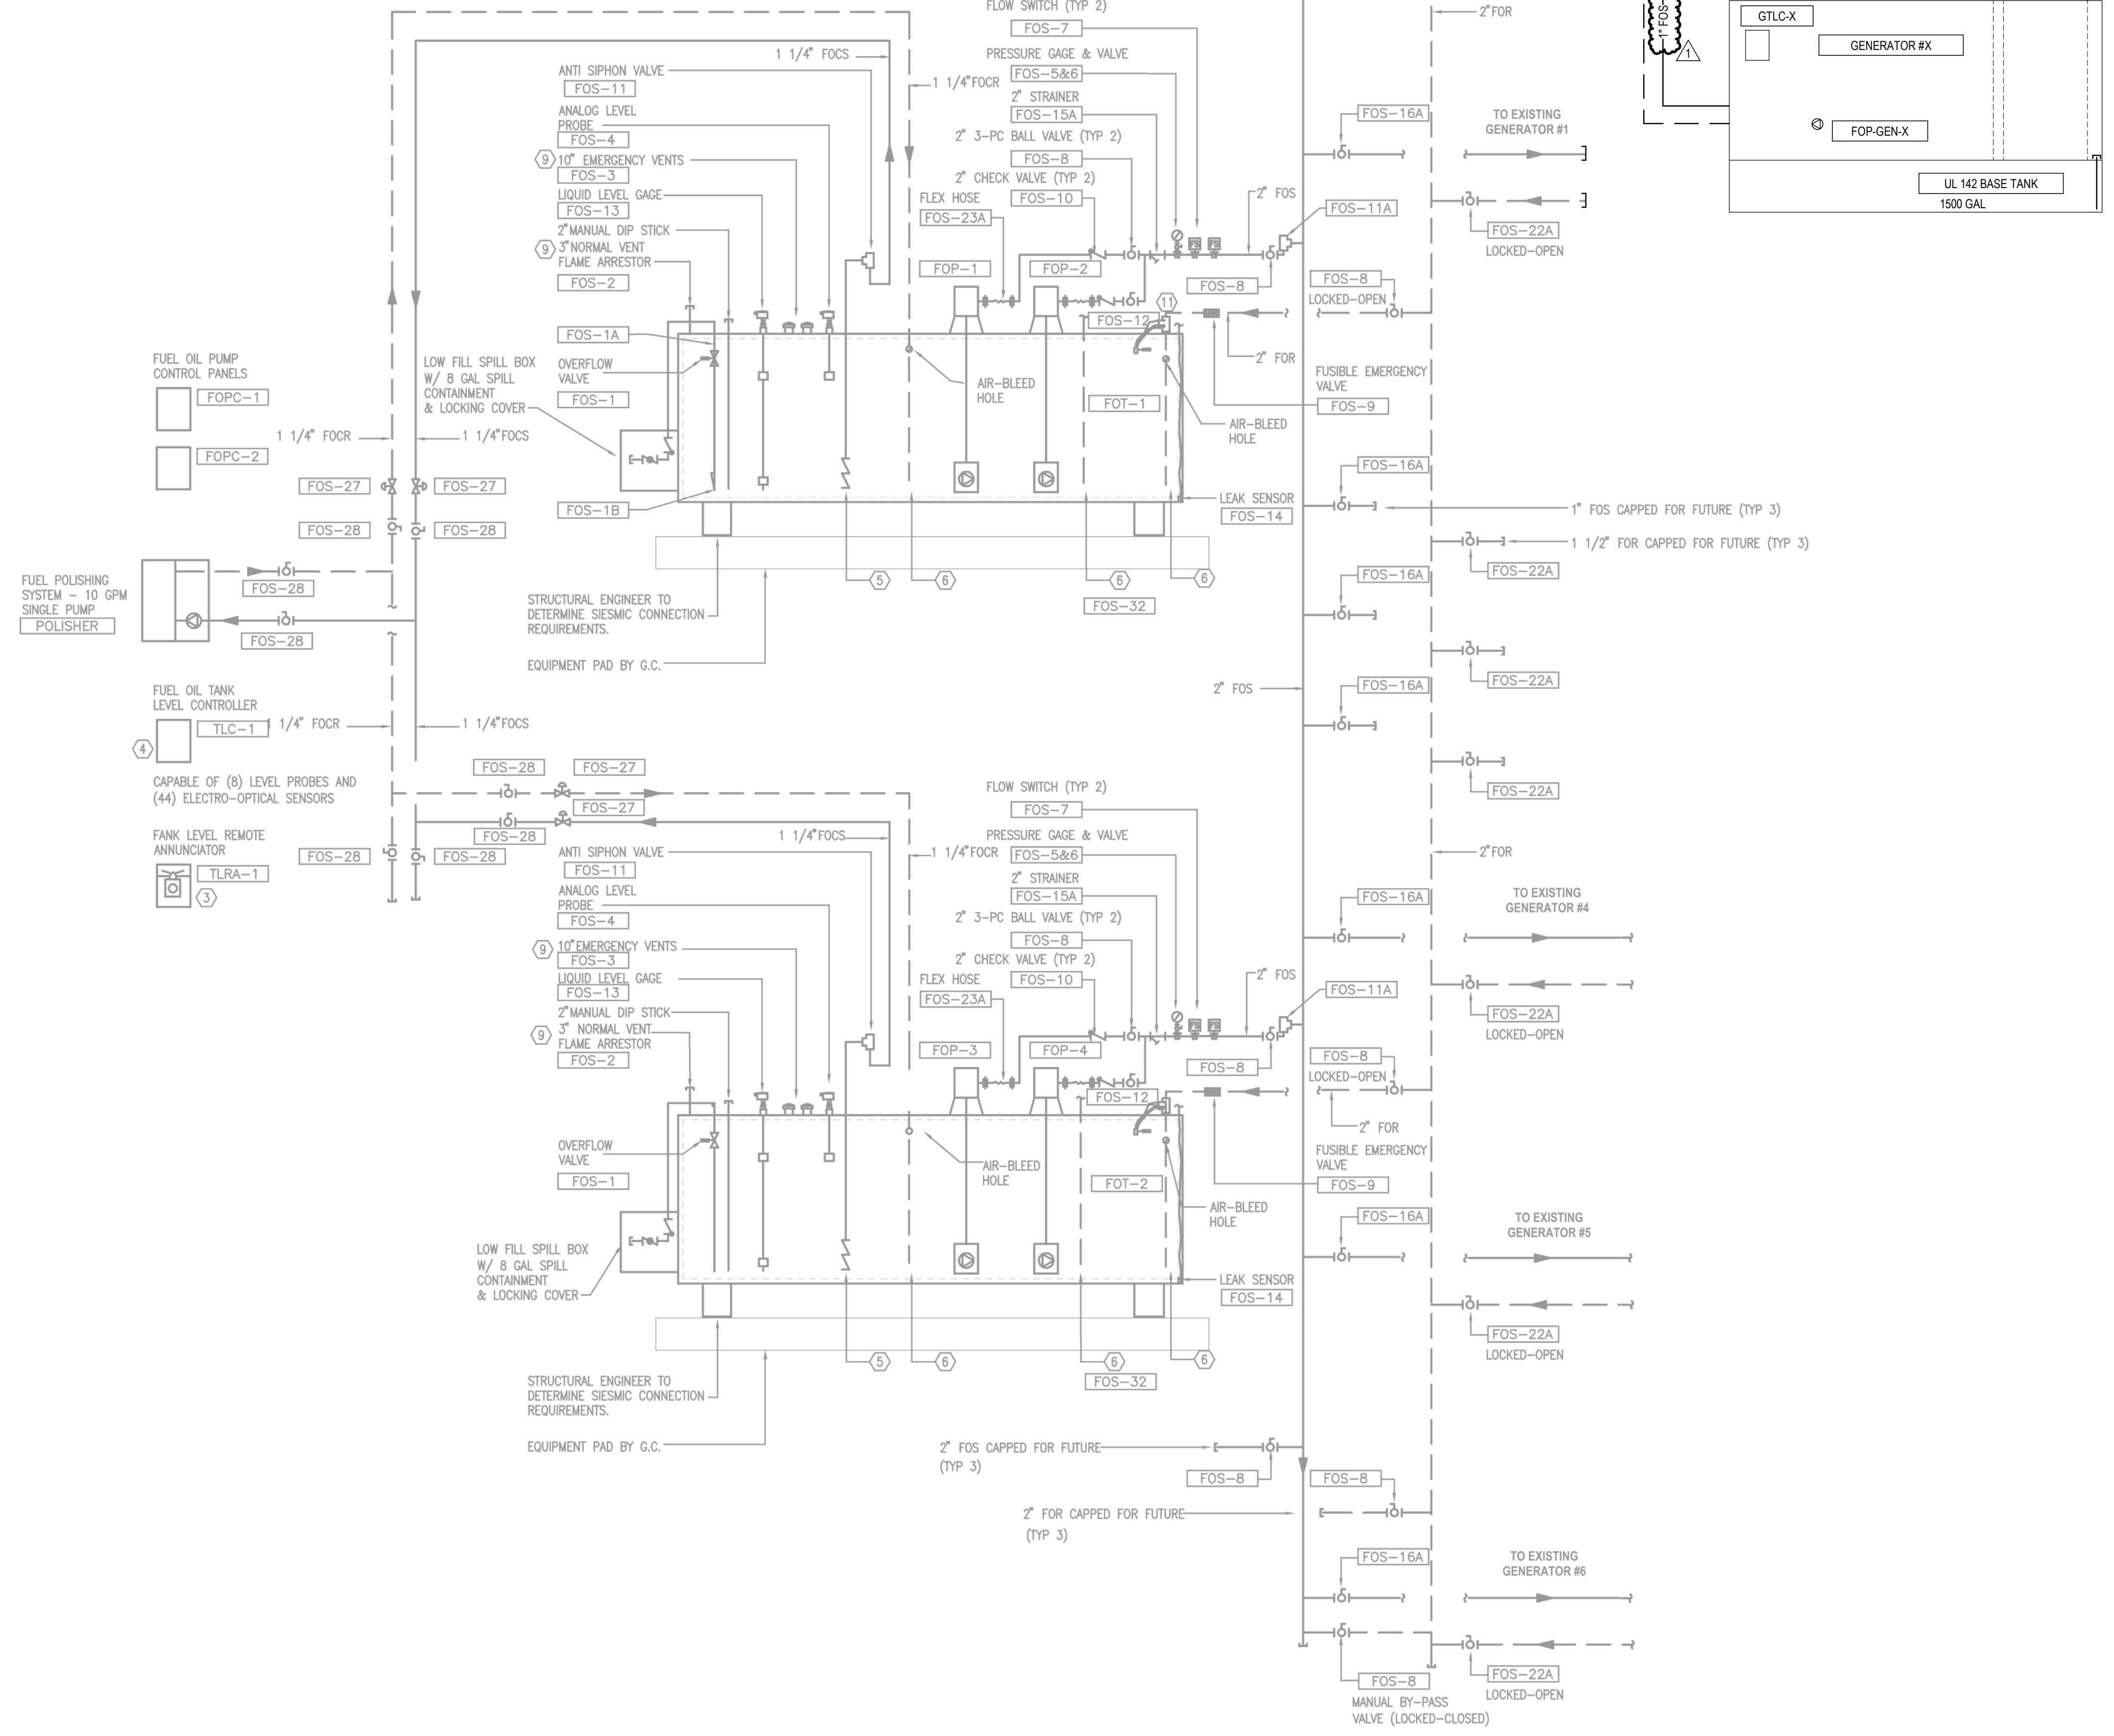 FLOW SWITCH (TYP 2)
FOS-7
PRESSURE GAGE & VALVE
FOS-5&6
2" STRAINER
FOS-15A
2" 3-PC BALL VALVE (TYP 2)
FOS-8
2" CHECK VALVE (TYP 2)
FOS-10
FLEX HOSE
FOS-23A
1 1/4" FOCS
1 1/4"FOCR
ANTI SIPHON VALVE
FOS-11
ANALOG LEVEL
PROBE
FOS-4
9
10" EMERGENCY VENTS
FOS-3
LIQUID LEVEL GAGE
FOS-13
2"MANUAL DIP STICK
9
3"NORMAL VENT
FLAME ARRESTOR
FOS-2
FOS-1A
OVERFLOW
VALVE
FOS-1
LOW FILL SPILL BOX
W/ 8 GAL SPILL
CONTAINMENT
& LOCKING COVER
FOS-1B
FOP-1
FOP-2
FOS-12
11
AIR-BLEED
HOLE
FOT-1
AIR-BLEED
HOLE
2" FOR
2" FOS
FOS-11A
FOS-8
FOS-8
LOCKED-OPEN
FUSIBLE EMERGENCY
VALVE
FOS-9
LEAK SENSOR
FOS-14
5
6
6
6
FOS-32
STRUCTURAL ENGINEER TO
DETERMINE SIESMIC CONNECTION
REQUIREMENTS.
EQUIPMENT PAD BY G.C.
FUEL OIL PUMP
CONTROL PANELS
FOPC-1
FOPC-2
1 1/4" FOCR
1 1/4"FOCS
FOS-27
FOS-27
FOS-28
FOS-28
FUEL POLISHING
SYSTEM - 10 GPM
SINGLE PUMP
POLISHER
FOS-28
FOS-28
FUEL OIL TANK
LEVEL CONTROLLER
TLC-1
4
1 1/4" FOCR
1 1/4"FOCS
CAPABLE OF (8) LEVEL PROBES AND
(44) ELECTRO-OPTICAL SENSORS
FANK LEVEL REMOTE
ANNUNCIATOR
TLRA-1
3
FOS-28
FOS-28
FOS-28
FOS-27
FOS-27
FOS-28
2"FOR
1" FOS-
1
GTLC-X
GENERATOR #X
FOP-GEN-X
UL 142 BASE TANK
1500 GAL
FOS-16A
TO EXISTING
GENERATOR #1
FOS-22A
LOCKED-OPEN
FOS-16A
1" FOS CAPPED FOR FUTURE (TYP 3)
1 1/2" FOR CAPPED FOR FUTURE (TYP 3)
FOS-22A
FOS-16A
FOS-22A
2" FOS
FOS-16A
FOS-22A
FLOW SWITCH (TYP 2)
FOS-7
PRESSURE GAGE & VALVE
FOS-5&6
2" STRAINER
FOS-15A
2" 3-PC BALL VALVE (TYP 2)
FOS-8
2" CHECK VALVE (TYP 2)
FOS-10
FLEX HOSE
FOS-23A
1 1/4"FOCS
1 1/4"FOCR
ANTI SIPHON VALVE
FOS-11
ANALOG LEVEL
PROBE
FOS-4
9
10"EMERGENCY VENTS
FOS-3
LIQUID LEVEL GAGE
FOS-13
2"MANUAL DIP STICK
9
3" NORMAL VENT
FLAME ARRESTOR
FOS-2
OVERFLOW
VALVE
FOS-1
LOW FILL SPILL BOX
W/ 8 GAL SPILL
CONTAINMENT
& LOCKING COVER
FOP-3
FOP-4
FOS-12
AIR-BLEED
HOLE
FOT-2
AIR-BLEED
HOLE
2" FOS
FOS-11A
FOS-8
FOS-8
LOCKED-OPEN
2" FOR
FUSIBLE EMERGENCY
VALVE
FOS-9
LEAK SENSOR
FOS-14
5
6
6
6
FOS-32
STRUCTURAL ENGINEER TO
DETERMINE SIESMIC CONNECTION
REQUIREMENTS.
EQUIPMENT PAD BY G.C.
2"FOR
FOS-16A
TO EXISTING
GENERATOR #4
FOS-22A
LOCKED-OPEN
FOS-16A
TO EXISTING
GENERATOR #5
FOS-22A
LOCKED-OPEN
2" FOS CAPPED FOR FUTURE
(TYP 3)
FOS-8
FOS-8
2" FOR CAPPED FOR FUTURE
(TYP 3)
FOS-16A
TO EXISTING
GENERATOR #6
FOS-22A
LOCKED-OPEN
FOS-8
MANUAL BY-PASS
VALVE (LOCKED-CLOSED)